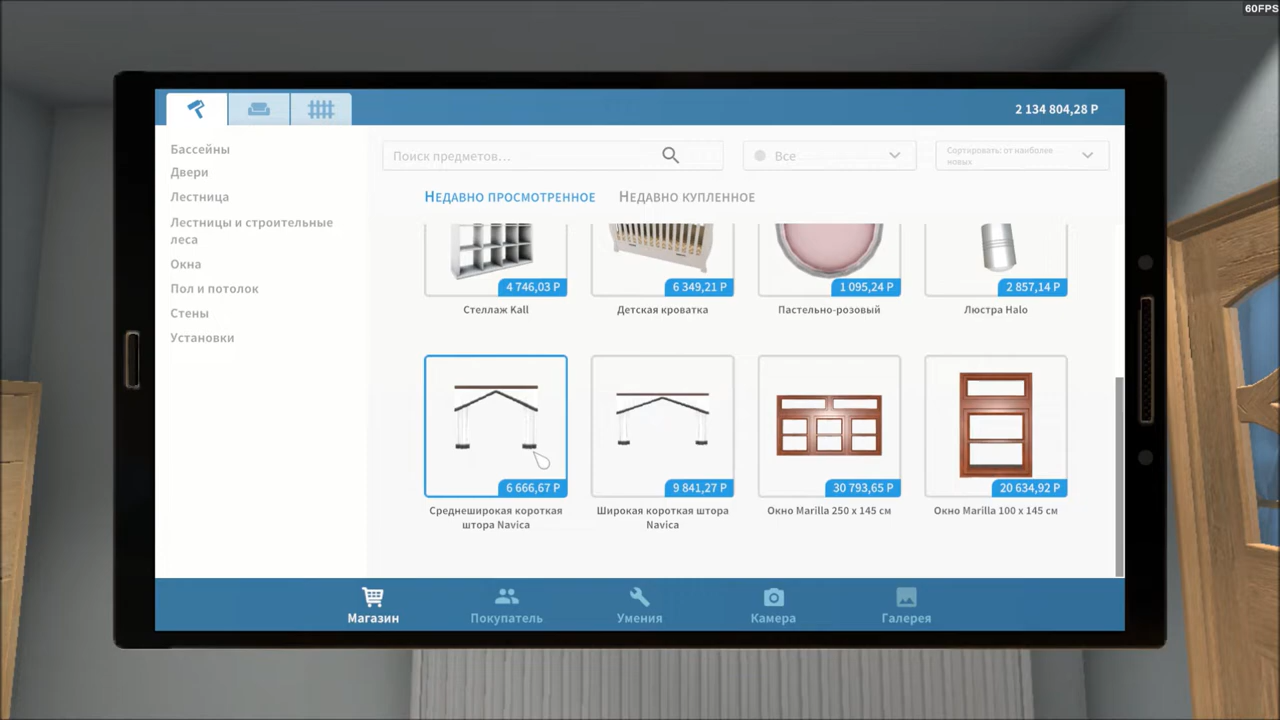 60FPS
2 134 804,28 Р
Бассейны
Двери
Лестница
Лестницы и строительные
леса
Окна
Пол и потолок
Стены
Установки
Поиск предметов…
Все
Сортировать: от наиболее
новых
Недавно просмотренное
Недавно купленное
4 746,03 Р
6 349,21 Р
1 095,24 Р
2 857,14 Р
Стеллаж Kall
Детская кроватка
Пастельно-розовый
Люстра Halo
6 666,67 Р
9 841,27 Р
30 793,65 Р
20 634,92 Р
Среднеширокая короткая
штора Navica
Широкая короткая штора
Navica
Окно Marilla 250 x 145 см
Окно Marilla 100 x 145 см
Магазин
Покупатель
Умения
Камера
Галерея